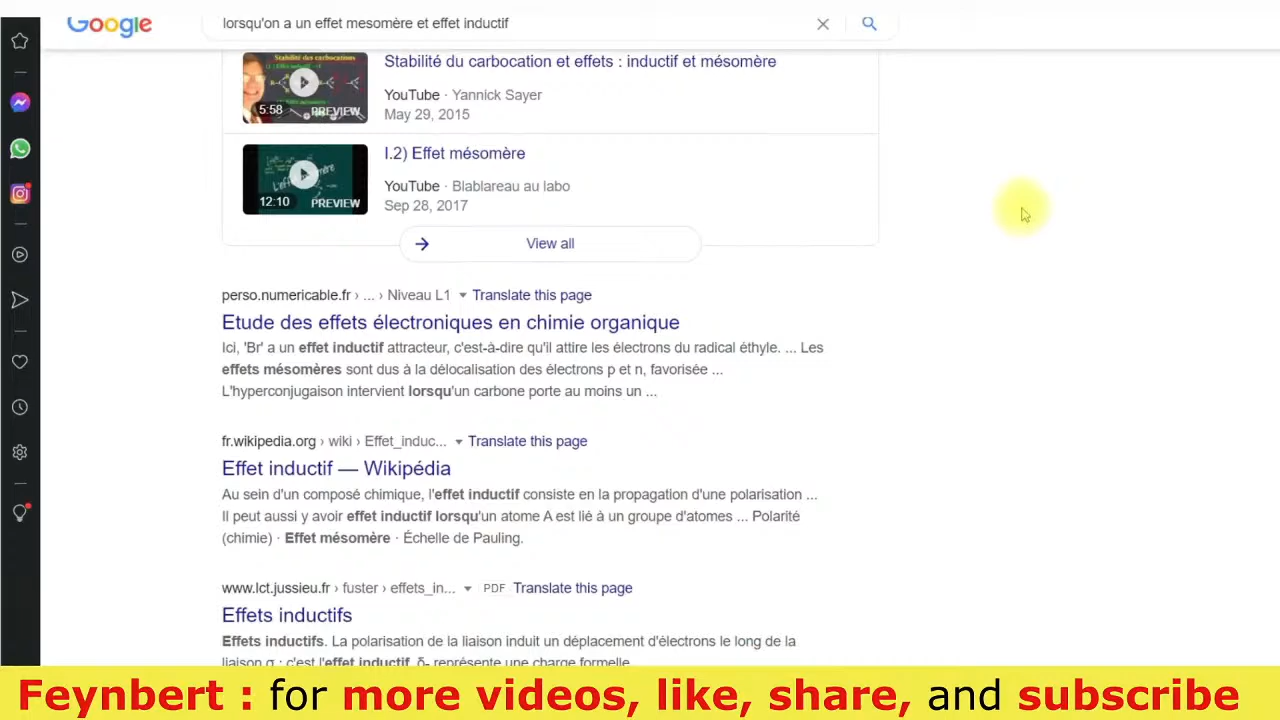 Google
lorsqu'on a un effet mesomère et effet inductif
Stabilité du carbocation et effets : inductif et mésomère
5:58
PREVIEW
YouTube · Yannick Sayer
May 29, 2015
I.2) Effet mésomère
12:10
PREVIEW
YouTube · Blablareau au labo
Sep 28, 2017
View all
perso.numericable.fr › ... › Niveau L1 Translate this page
Etude des effets électroniques en chimie organique
Ici, 'Br' a un effet inductif attracteur, c'est-à-dire qu'il attire les électrons du radical éthyle. ... Les
effets mésomères sont dus à la délocalisation des électrons p et n, favorisée ...
L'hyperconjugaison intervient lorsqu'un carbone porte au moins un ...
fr.wikipedia.org › wiki › Effet_induc... Translate this page
Effet inductif — Wikipédia
Au sein d'un composé chimique, l'effet inductif consiste en la propagation d'une polarisation ...
Il peut aussi y avoir effet inductif lorsqu'un atome A est lié à un groupe d'atomes ... Polarité
(chimie) · Effet mésomère · Échelle de Pauling.
www.lct.jussieu.fr › fuster › effets_in... PDF Translate this page
Effets inductifs
Effets inductifs. La polarisation de la liaison induit un déplacement d'électrons le long de la
liaison σ : c'est l'effet inductif. δ- représente une charge formelle
Feynbert : for more videos, like, share, and subscribe